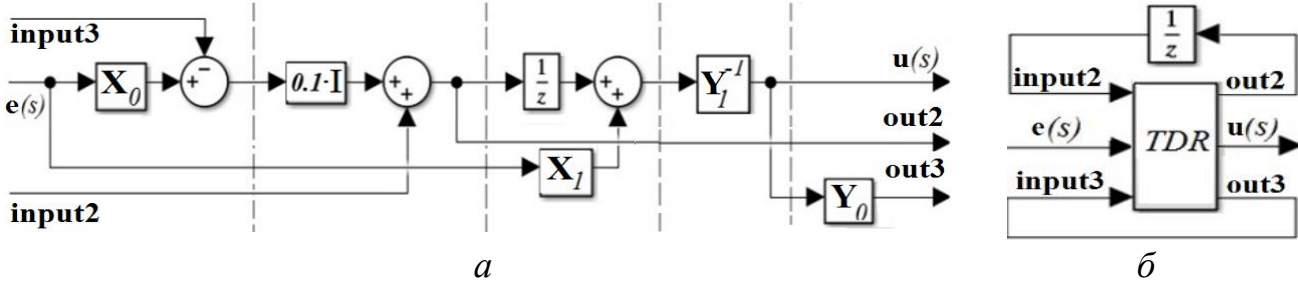 input3
e(s)
X0
+ −
0.1·I
+ +
1/z
+ +
Y1^-1
u(s)
out2
X1
out3
Y0
input2
а
1/z
input2
out2
e(s)
TDR
u(s)
input3
out3
б